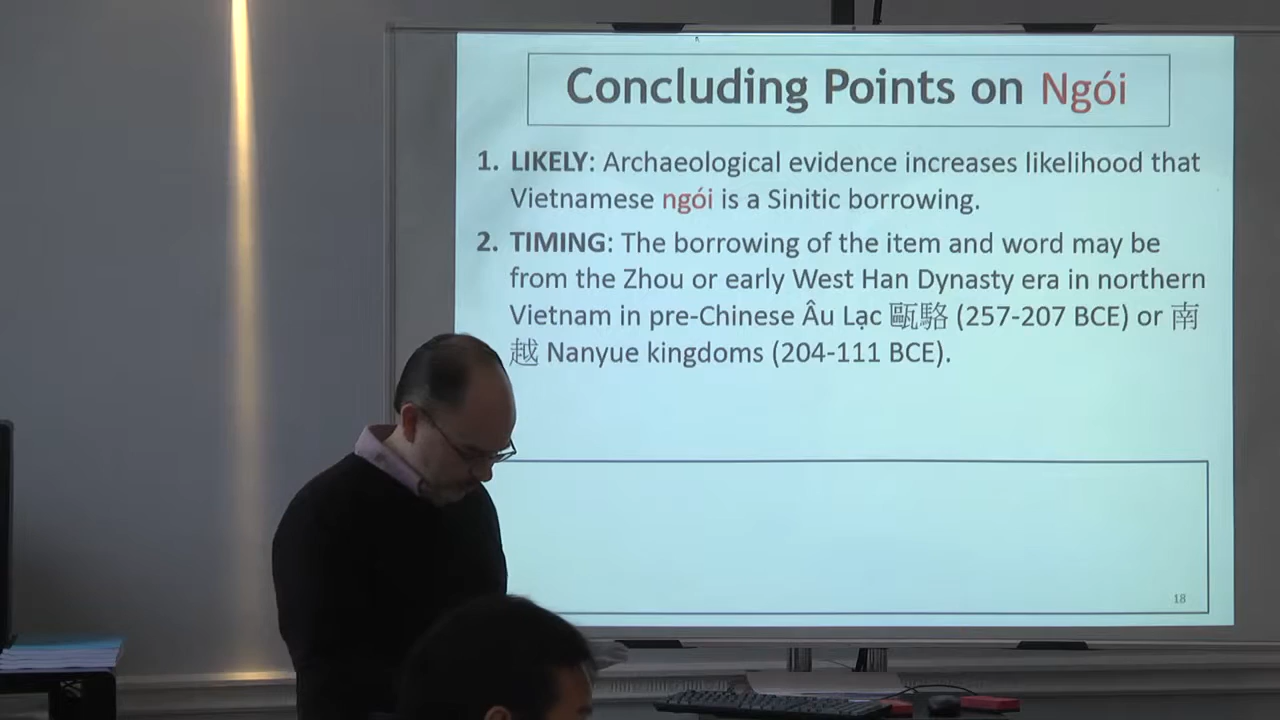 Concluding Points on Ngói
1. LIKELY: Archaeological evidence increases likelihood that
Vietnamese ngói is a Sinitic borrowing.
2. TIMING: The borrowing of the item and word may be
from the Zhou or early West Han Dynasty era in northern
Vietnam in pre-Chinese Âu Lạc 甌駱 (257-207 BCE) or 南
越 Nanyue kingdoms (204-111 BCE).
18